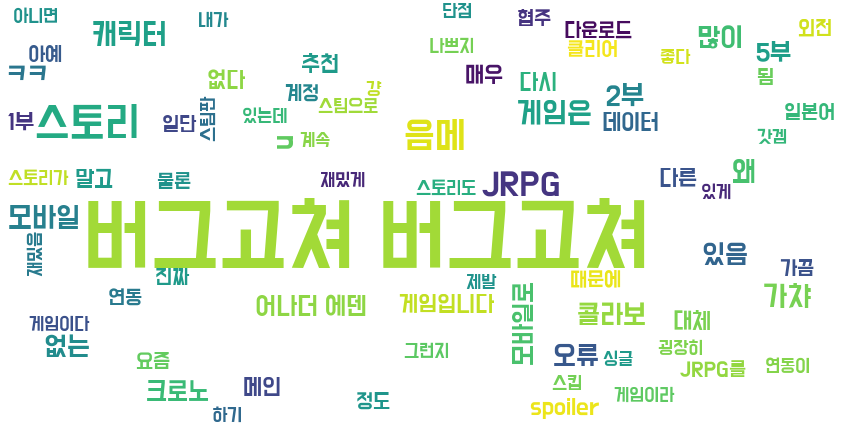 아니면
내가
단점
협주
캐릭터
다운로드
많이
외전
아예
나쁘지
클리어
좋다
5부
ㅋㅋ
추천
매우
없다
다시
됨
계정
걍
2부
스팀으로
게임은
1부
스토리
일단
스팀판
있는데
음메
데이터
일본어
ㄱ
계속
갓겜
스토리가
말고
물론
재밌게
스토리도
JRPG
다른
있게
왜
모바일
버그고쳐 버그고쳐
재밌음
진짜
제발
때문에
있음
가끔
연동
어나더 에덴
게임입니다
모바일로
콜라보
대체
가챠
게임이다
없는
요즘
그런지
오류
싱글
굉장히
JRPG를
연동이
크로노
메인
정도
스킵
게임이라
하기
spoiler